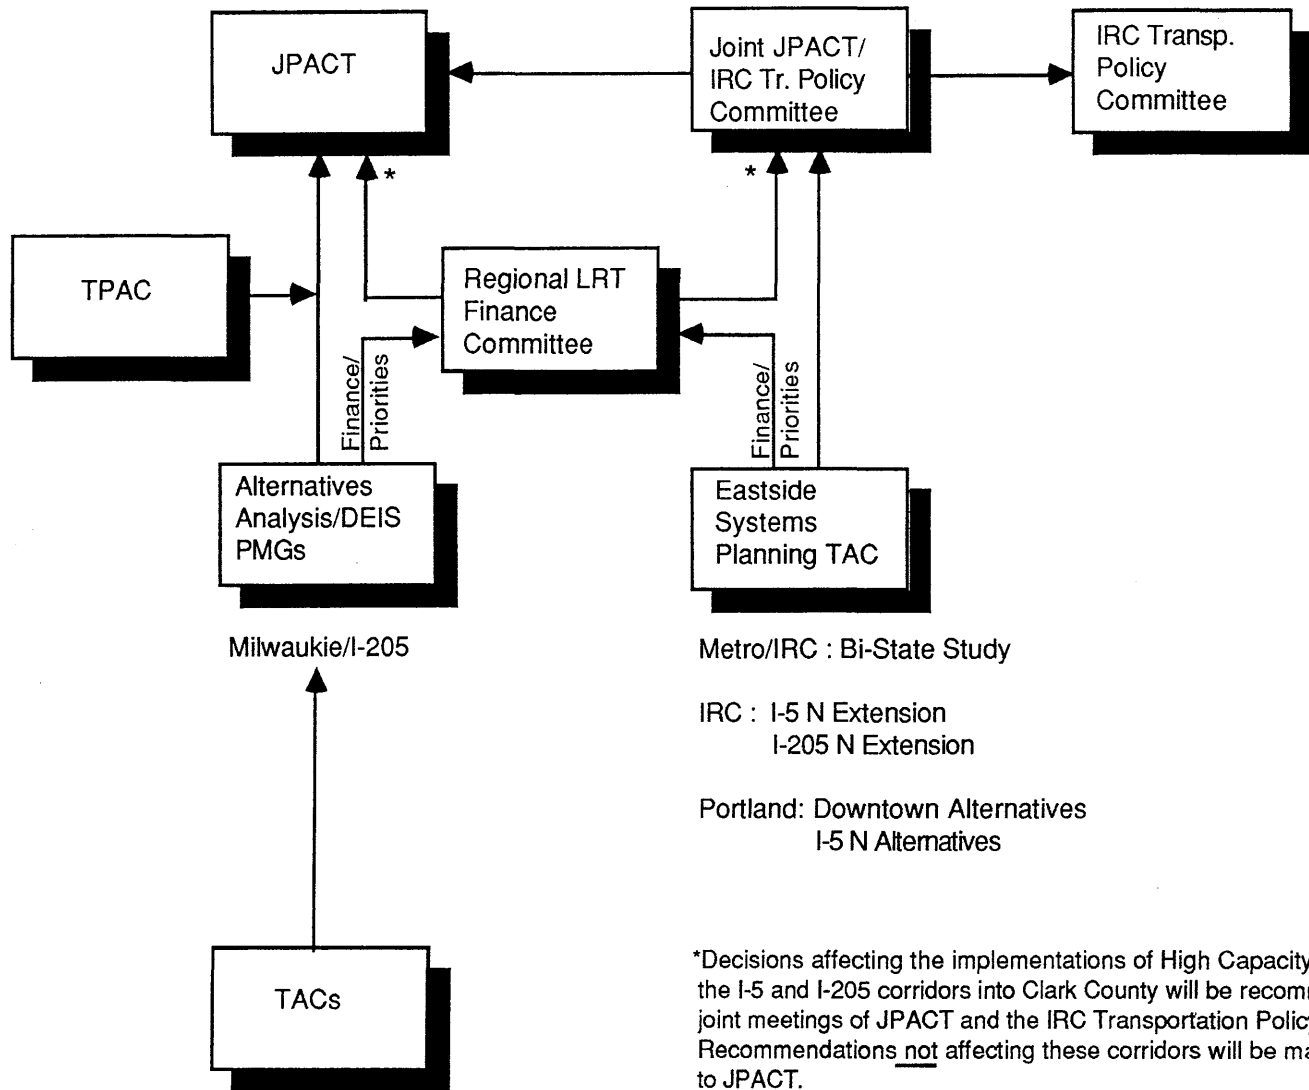 JPACT
Joint JPACT/
IRC Tr. Policy
Committee
IRC Transp.
Policy
Committee
*
*
TPAC
Regional LRT
Finance
Committee
Finance/
Priorities
Finance/
Priorities
Alternatives
Analysis/DEIS
PMGs
Eastside
Systems
Planning TAC
Milwaukie/I-205
Metro/IRC : Bi-State Study
IRC : I-5 N Extension
I-205 N Extension
Portland: Downtown Alternatives
I-5 N Alternatives
TACs
*Decisions affecting the implementations of High Capacity
the I-5 and I-205 corridors into Clark County will be
joint meetings of JPACT and the IRC Transportation
Recommendations not affecting these corridors will be
to JPACT.